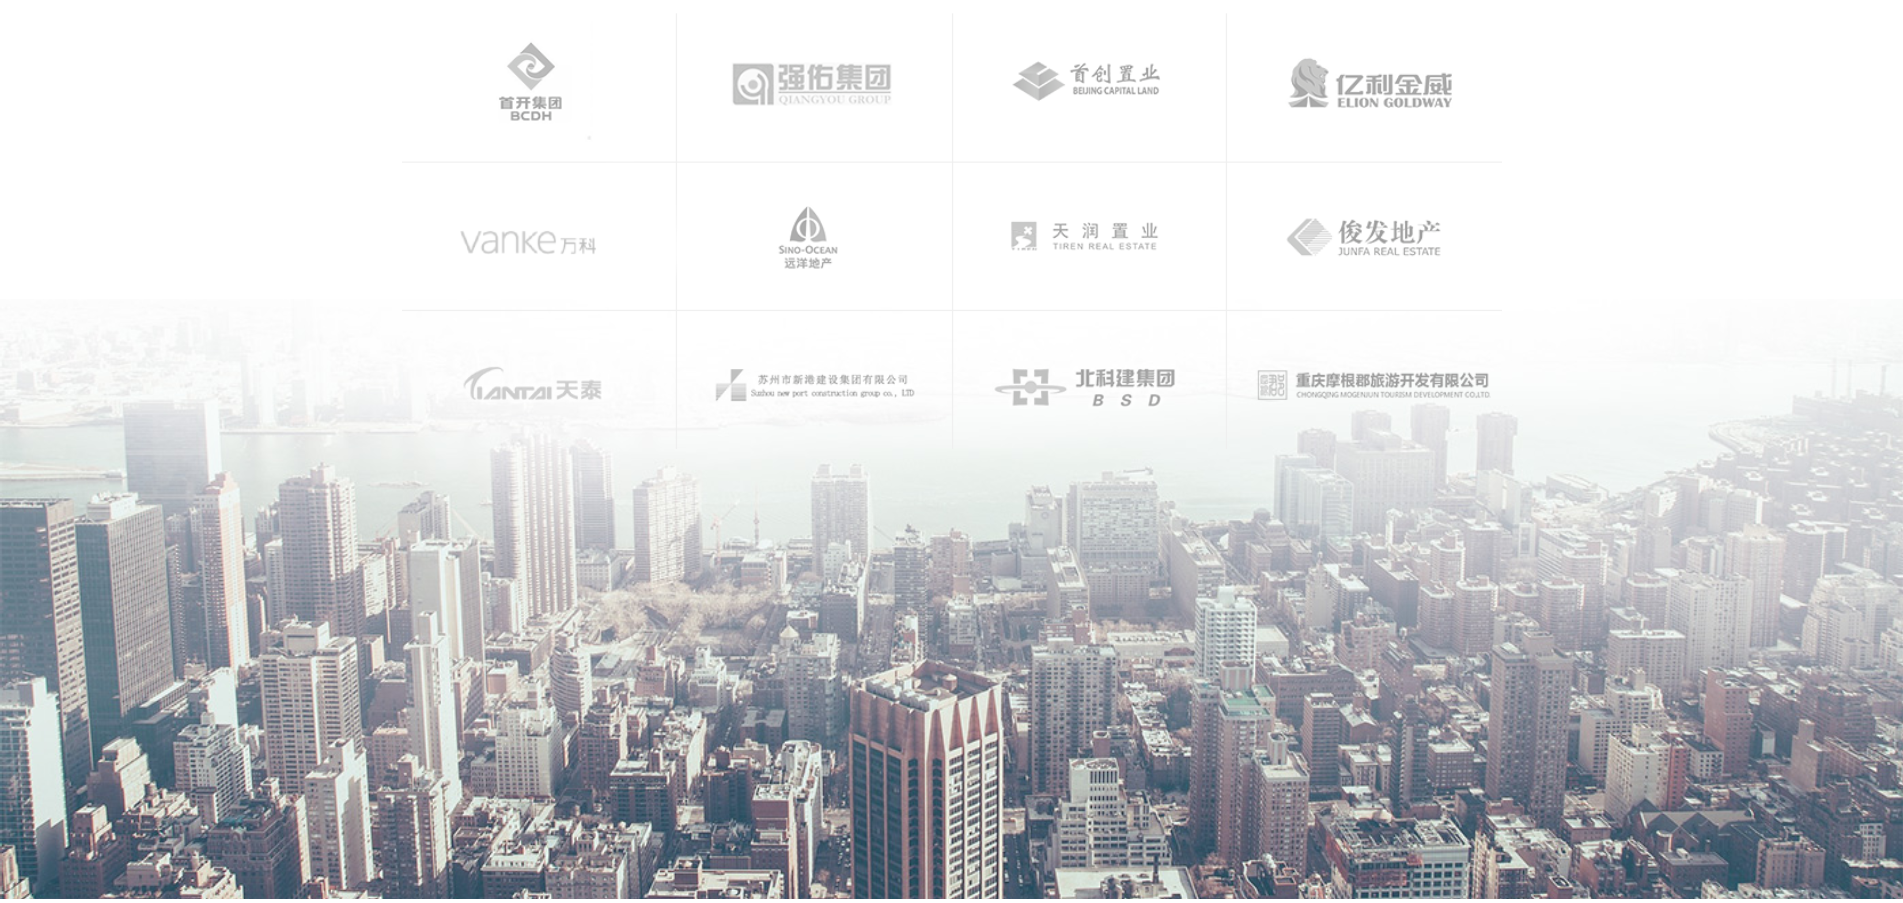 首开集团
BCDH
强佑集团
QIANGYOU GROUP
首创置业
BEIJING CAPITAL LAND
亿利金威
ELION GOLDWAY
vanke 万科
SINO-OCEAN
远洋地产
天润置业
TIREN REAL ESTATE
俊发地产
JUNFA REAL ESTATE
TIANTAI 天泰
苏州市新港建设集团有限公司
Suzhou new port construction group co., LTD
北科建集团
BSD
重庆摩根郡旅游开发有限公司
CHONGQING MOGENJUN TOURISM DEVELOPMENT CO.LTD.